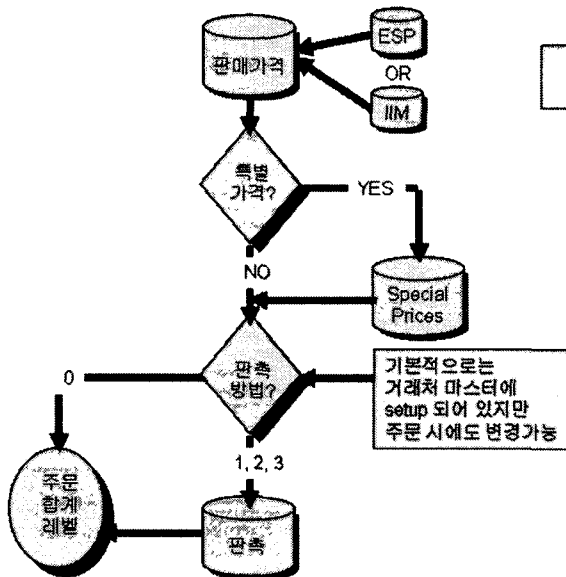 ESP
판매가격
OR
IIM
특별
가격?
YES
NO
Special
Prices
판촉
방법?
0
기본적으로는
거래처 마스터에
setup 되어 있지만
주문 시에도 변경가능
1, 2, 3
주문
합계
레벨
판촉